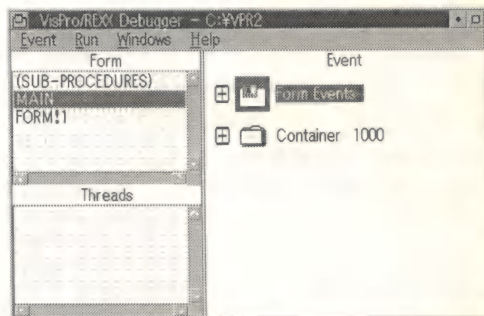 VisPro/REXX Debugger - C:¥VPR2
Event Run Windows Help
Form
(SUB-PROCEDURES)
MAIN
FORM!1
Threads
Event
Form Events
Container 1000